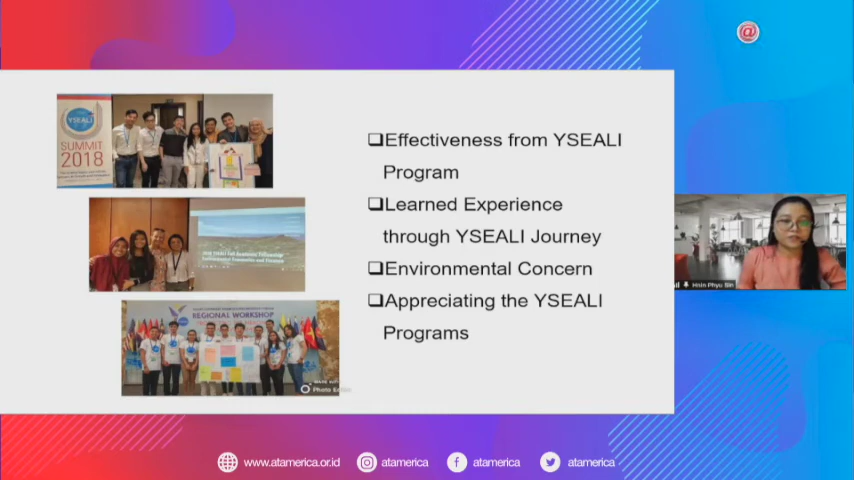 @
YSEALI
SUMMIT
2018
REGIONAL WORKSHOP
❑Effectiveness from YSEALI
Program
❑Learned Experience
through YSEALI Journey
❑Environmental Concern
❑Appreciating the YSEALI
Programs
Hnin Phyu Sin
www.atamerica.or.id
atamerica
atamerica
atamerica